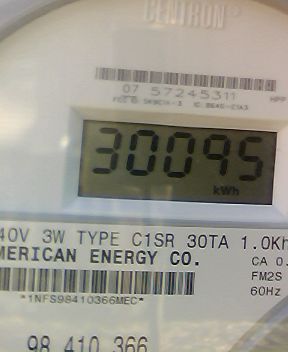 CENTRON®
07 57245311
30095
kWh
40V 3W TYPE C1SR 30TA 1.0Kh
MERICAN ENERGY CO.
CA 0.
FM2S
60Hz
*1NFS98410366MEC*
98 410 366